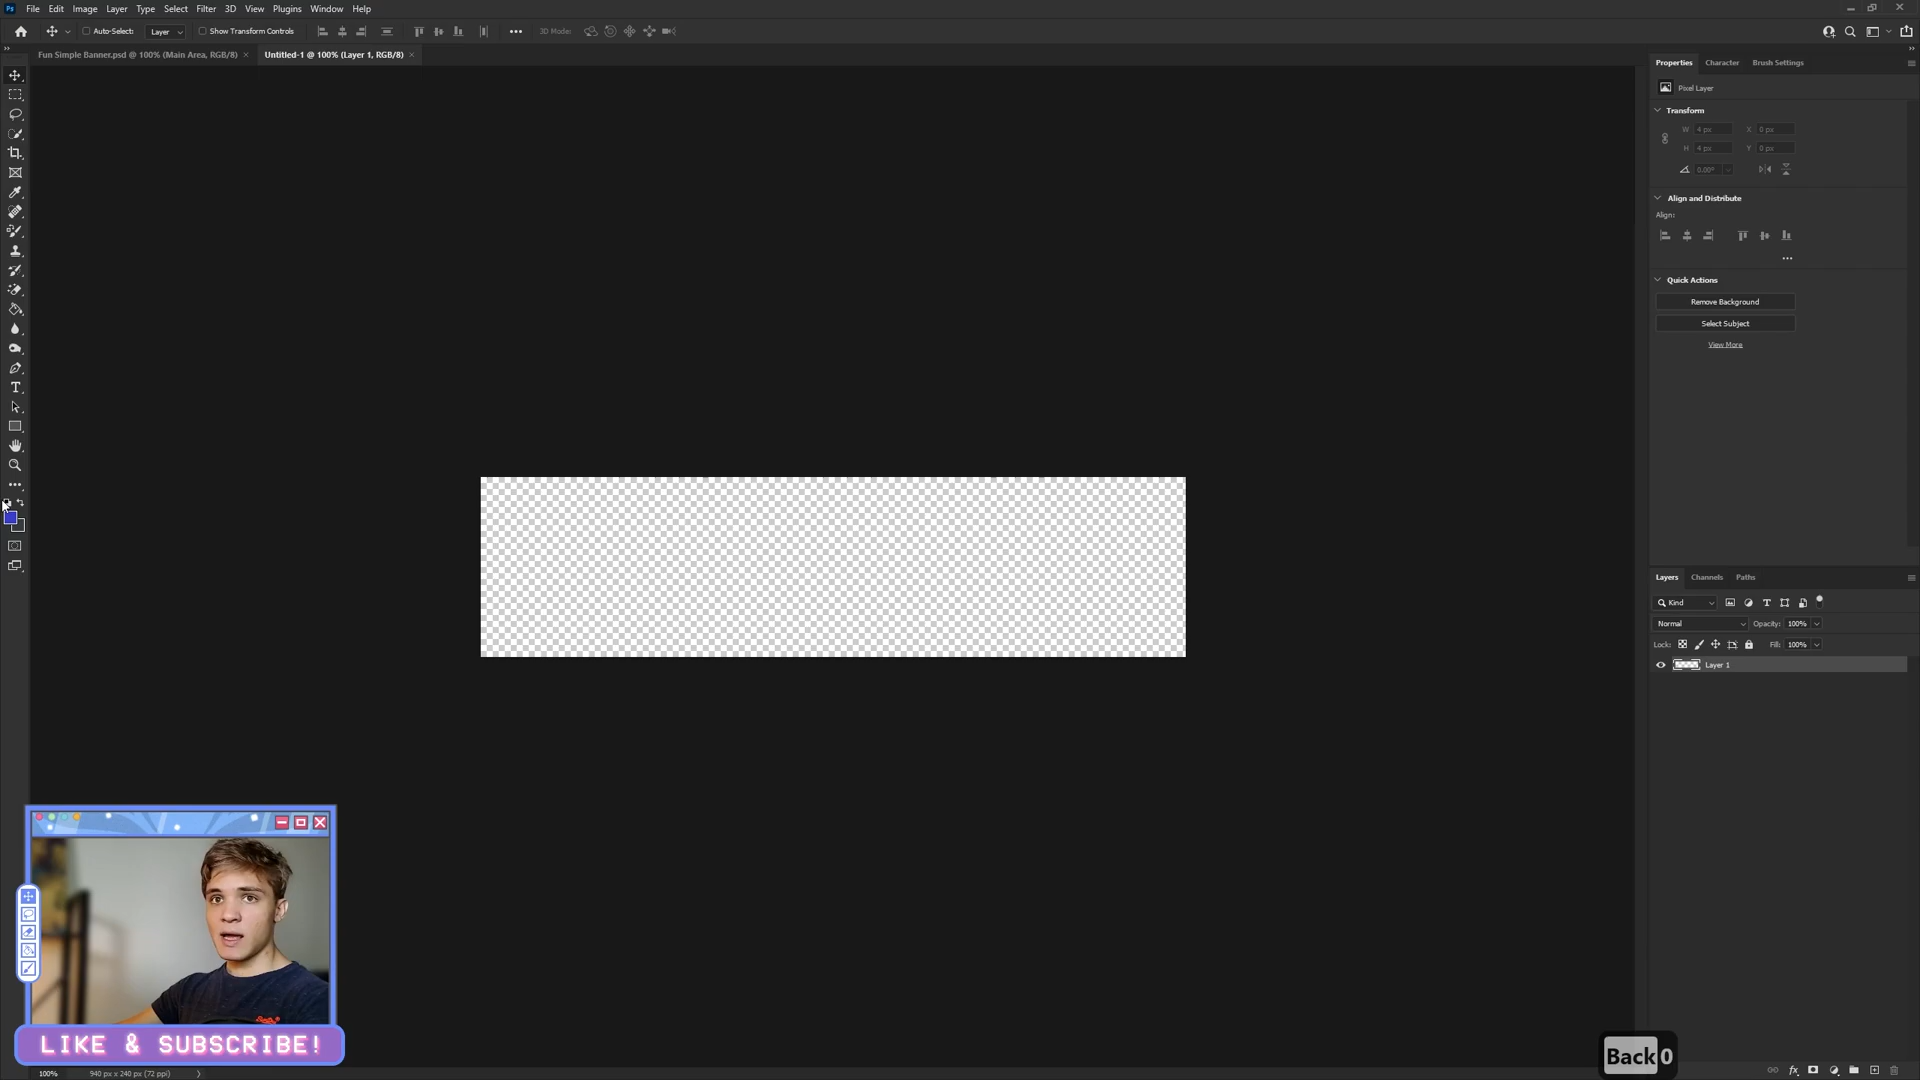 Ps File Edit Image Layer Type Select Filter 3D View Plugins Window Help
Auto-Select: Layer Show Transform Controls 3D Mode:
Fun Simple Banner.psd @ 100% (Main Area, RGB/8) × Untitled-1 @ 100% (Layer 1, RGB/8) ×
Properties Character Brush Settings
Pixel Layer
Transform
W 4 px X 0 px
H 4 px Y 0 px
0.00°
Align and Distribute
Align:
Quick Actions
Remove Background
Select Subject
View More
Layers Channels Paths
Kind
Normal Opacity: 100%
Lock: Fill: 100%
Layer 1
LIKE & SUBSCRIBE!
Back 0
100% 940 px x 240 px (72 ppi)
fx